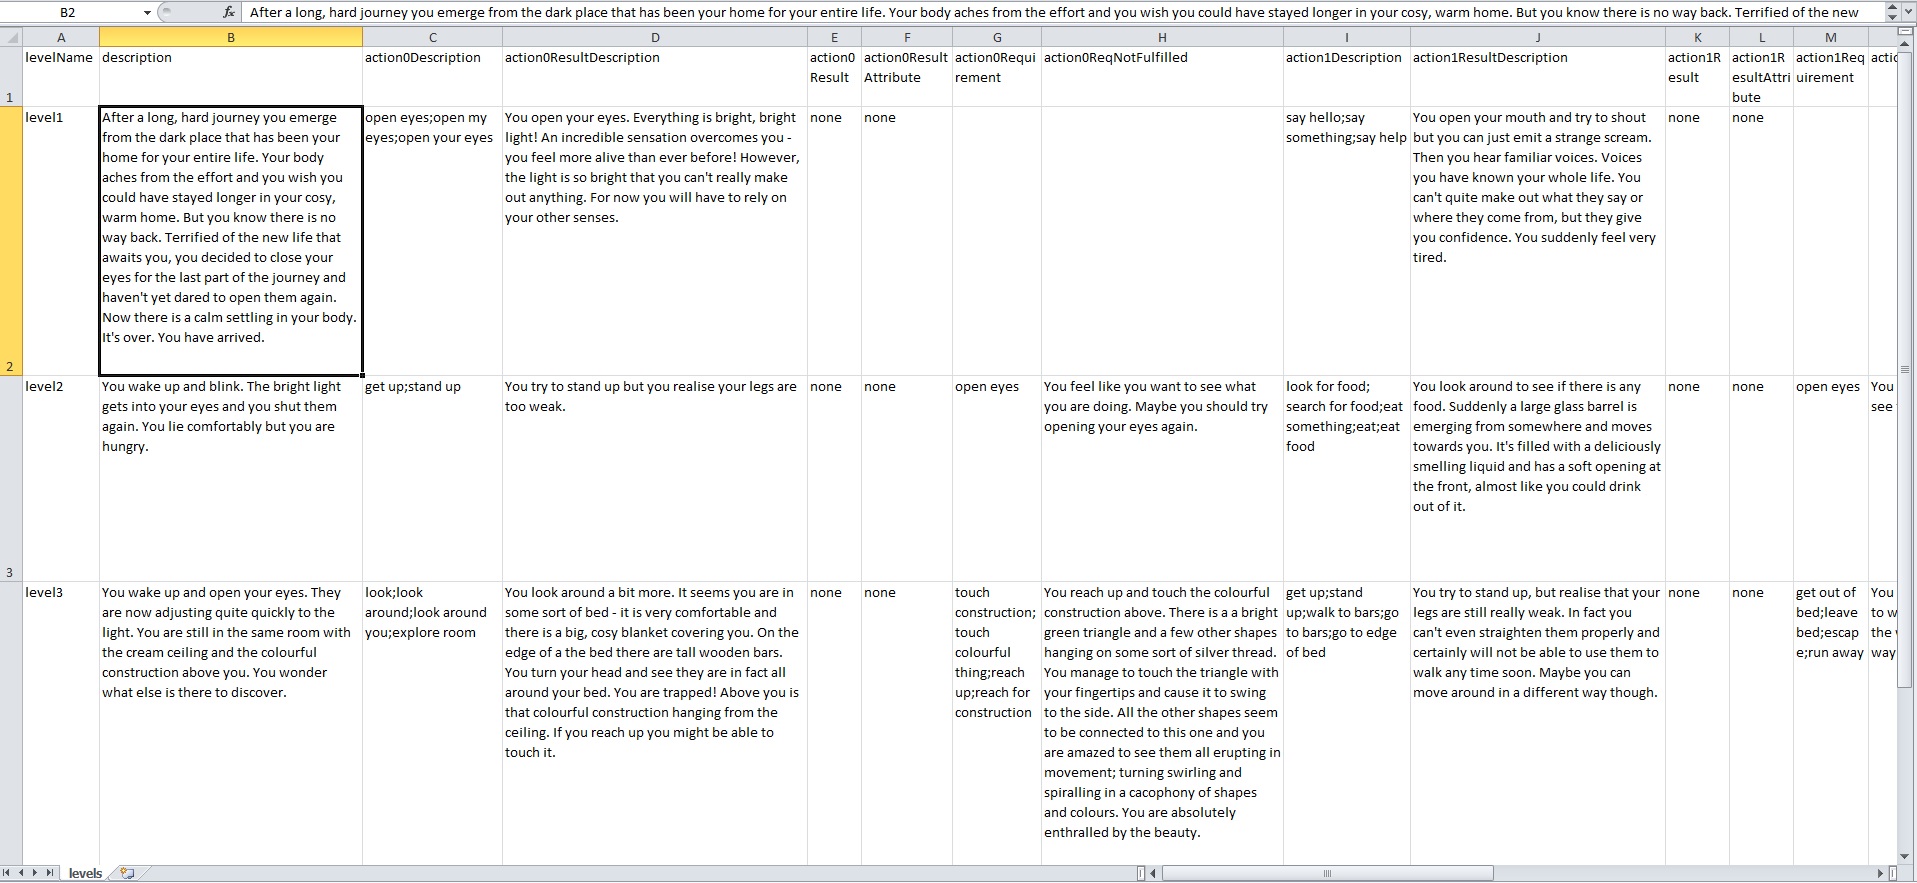 B2
fx
After a long, hard journey you emerge from the dark place that has been your home for your entire life. Your body aches from the effort and you wish you could have stayed longer in your cosy, warm home. But you know there is no way back. Terrified of the new
A B C D E F G H I J K L M
levelName
description
action0Description
action0ResultDescription
action0
Result
action0Result
Attribute
action0Requi
rement
action0ReqNotFulfilled
action1Description
action1ResultDescription
action1R
esult
action1R
esultAttri
bute
action1Req
uirement
actic
1
level1
After a long, hard journey you emerge
from the dark place that has been your
home for your entire life. Your body
aches from the effort and you wish you
could have stayed longer in your cosy,
warm home. But you know there is no
way back. Terrified of the new life that
awaits you, you decided to close your
eyes for the last part of the journey and
haven't yet dared to open them again.
Now there is a calm settling in your body.
It's over. You have arrived.
open eyes;open my
eyes;open your eyes
You open your eyes. Everything is bright, bright
light! An incredible sensation overcomes you -
you feel more alive than ever before! However,
the light is so bright that you can't really make
out anything. For now you will have to rely on
your other senses.
none
none
say hello;say
something;say help
You open your mouth and try to shout
but you can just emit a strange scream.
Then you hear familiar voices. Voices
you have known your whole life. You
can't quite make out what they say or
where they come from, but they give
you confidence. You suddenly feel very
tired.
none
none
2
level2
You wake up and blink. The bright light
gets into your eyes and you shut them
again. You lie comfortably but you are
hungry.
get up;stand up
You try to stand up but you realise your legs are
too weak.
none
none
open eyes
You feel like you want to see what
you are doing. Maybe you should try
opening your eyes again.
look for food;
search for food;eat
something;eat;eat
food
You look around to see if there is any
food. Suddenly a large glass barrel is
emerging from somewhere and moves
towards you. It's filled with a deliciously
smelling liquid and has a soft opening at
the front, almost like you could drink
out of it.
none
none
open eyes
You
see
3
level3
You wake up and open your eyes. They
are now adjusting quite quickly to the
light. You are still in the same room with
the cream ceiling and the colourful
construction above you. You wonder
what else is there to discover.
look;look
around;look around
you;explore room
You look around a bit more. It seems you are in
some sort of bed - it is very comfortable and
there is a big, cosy blanket covering you. On the
edge of a the bed there are tall wooden bars.
You turn your head and see they are in fact all
around your bed. You are trapped! Above you is
that colourful construction hanging from the
ceiling. If you reach up you might be able to
touch it.
none
none
touch
construction;
touch
colourful
thing;reach
up;reach for
construction
You reach up and touch the colourful
construction above. There is a a bright
green triangle and a few other shapes
hanging on some sort of silver thread.
You manage to touch the triangle with
your fingertips and cause it to swing
to the side. All the other shapes seem
to be connected to this one and you
are amazed to see them all erupting in
movement; turning swirling and
spiralling in a cacophony of shapes
and colours. You are absolutely
enthralled by the beauty.
get up;stand
up;walk to bars;go
to bars;go to edge
of bed
You try to stand up, but realise that your
legs are still really weak. In fact you
can't even straighten them properly and
certainly will not be able to use them to
walk any time soon. Maybe you can
move around in a different way though.
none
none
get out of
bed;leave
bed;escap
e;run away
You
to w
the
way
levels